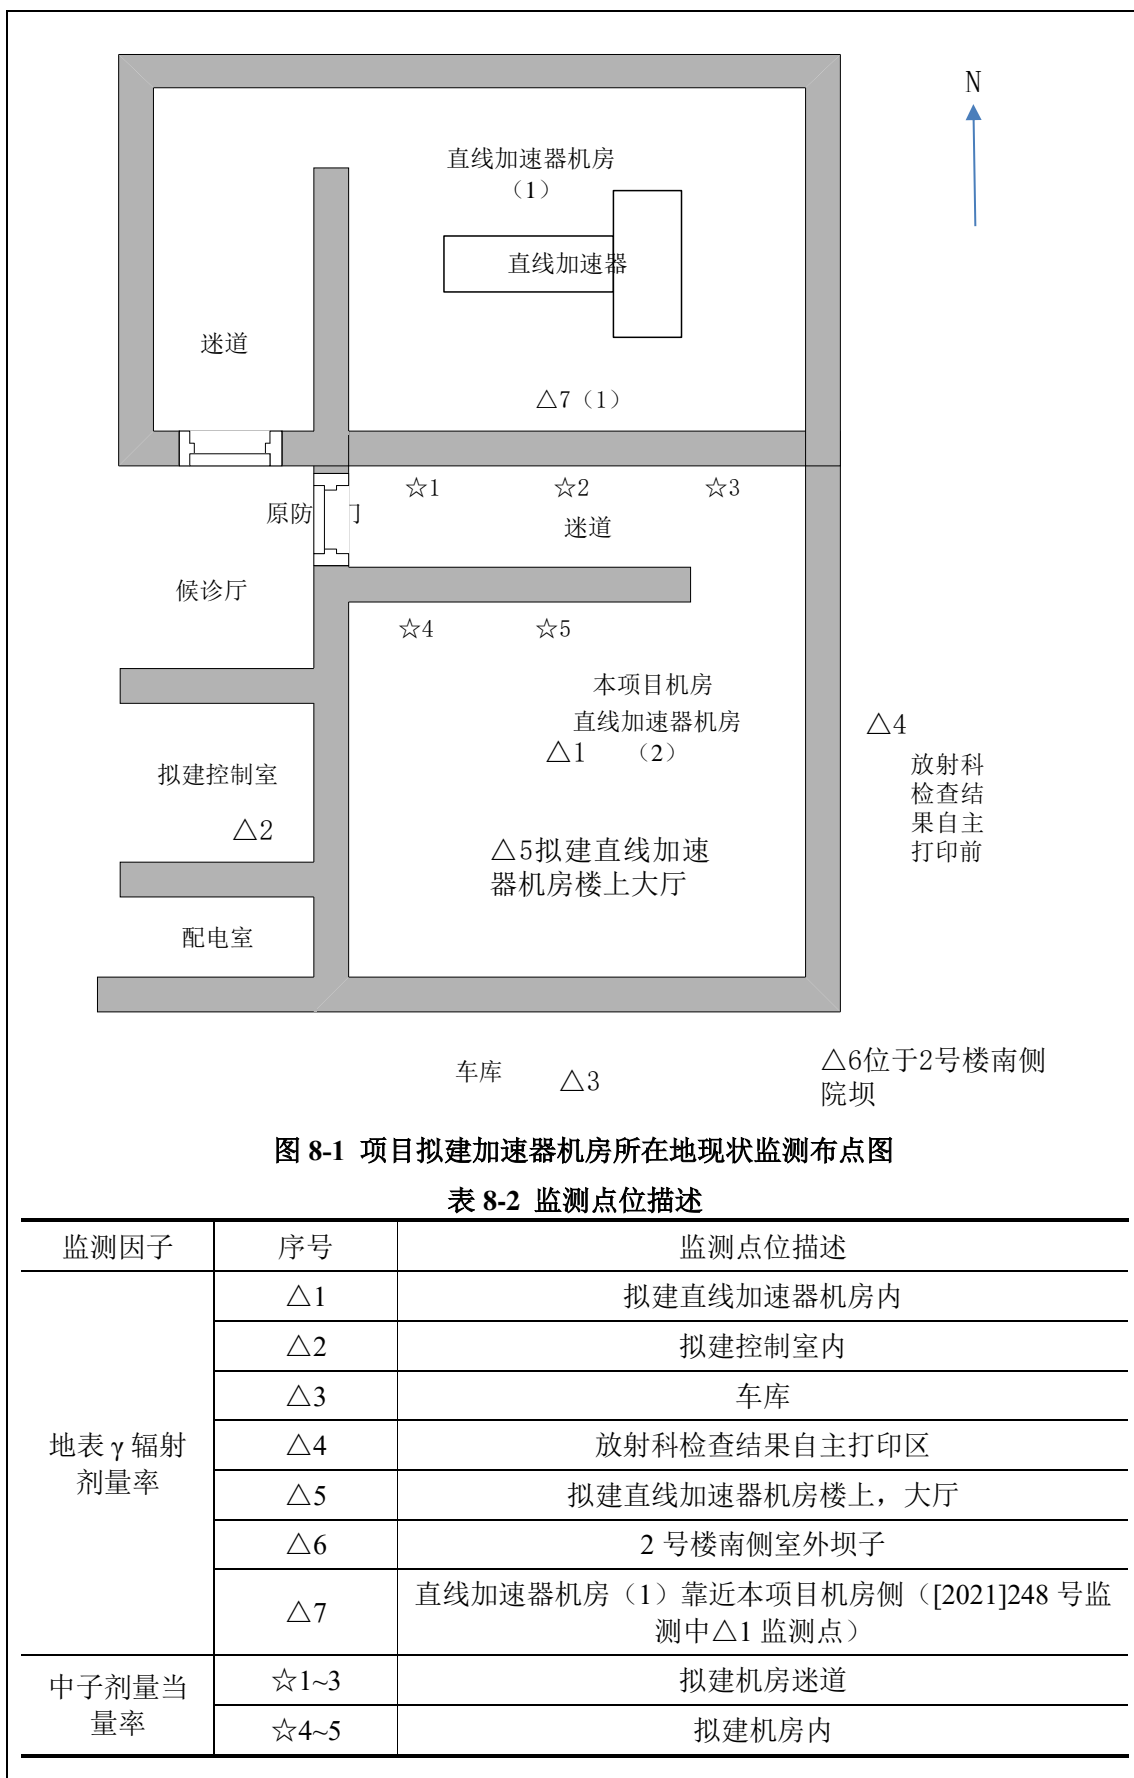 N
直线加速器机房
（1）
直线加速器
迷道
△7（1）
☆1
☆2
☆3
原防
门
迷道
候诊厅
☆4
☆5
本项目机房
直线加速器机房
△1
（2）
△4
放射科
检查结
果自主
打印前
拟建控制室
△2
△5拟建直线加速
器机房楼上大厅
配电室
车库
△3
△6位于2号楼南侧
院坝
图 8-1 项目拟建加速器机房所在地现状监测布点图
表 8-2 监测点位描述
监测因子 序号 监测点位描述
地表 γ 辐射
剂量率
△1 拟建直线加速器机房内
△2 拟建控制室内
△3 车库
△4 放射科检查结果自主打印区
△5 拟建直线加速器机房楼上，大厅
△6 2 号楼南侧室外坝子
△7 直线加速器机房（1）靠近本项目机房侧（[2021]248 号监
测中△1 监测点）
中子剂量当
量率
☆1~3 拟建机房迷道
☆4~5 拟建机房内